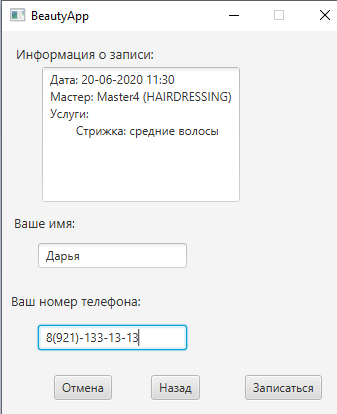 BeautyApp
Информация о записи:
Дата: 20-06-2020 11:30
Мастер: Master4 (HAIRDRESSING)
Услуги:
Стрижка: средние волосы
Ваше имя:
Дарья
Ваш номер телефона:
8(921)-133-13-13
Отмена Назад Записаться